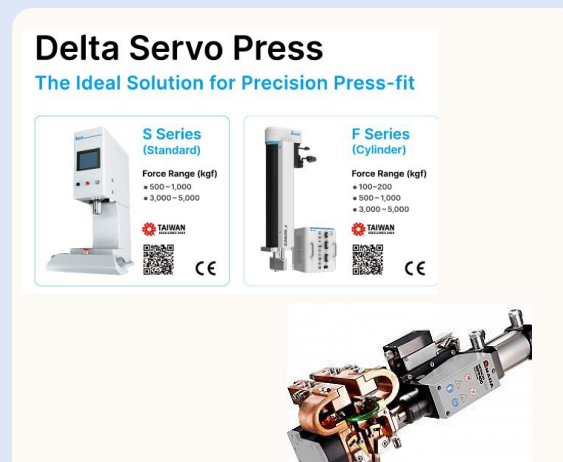 Delta Servo Press
The Ideal Solution for Precision Press-fit
S Series
(Standard)
Force Range (kgf)
• 500~1,000
• 3,000~5,000
TAIWAN
CE
F Series
(Cylinder)
Force Range (kgf)
• 100~200
• 500~1,000
• 3,000~5,000
TAIWAN
CE
AMADA